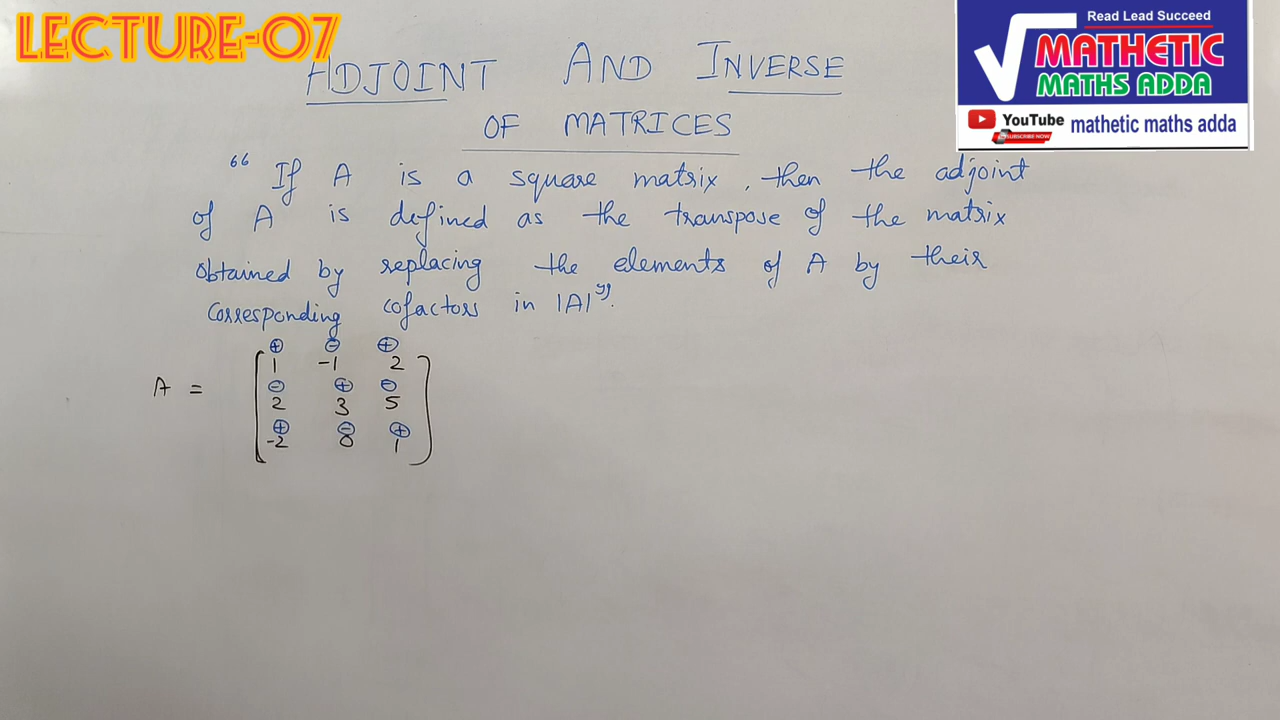 LECTURE-07
Read Lead Succeed
MATHETIC
MATHS ADDA
YouTube mathetic maths adda
SUBSCRIBE NOW
ADJOINT AND INVERSE
OF MATRICES
“ If A is a square matrix, then the adjoint
of A is defined as the transpose of the matrix
obtained by replacing the elements of A by their
corresponding cofactors in |A|”.
⊕ ⊖ ⊕
1 -1 2
⊖ ⊕ ⊖
A =
2 3 5
⊕ ⊖ ⊕
-2 0 1